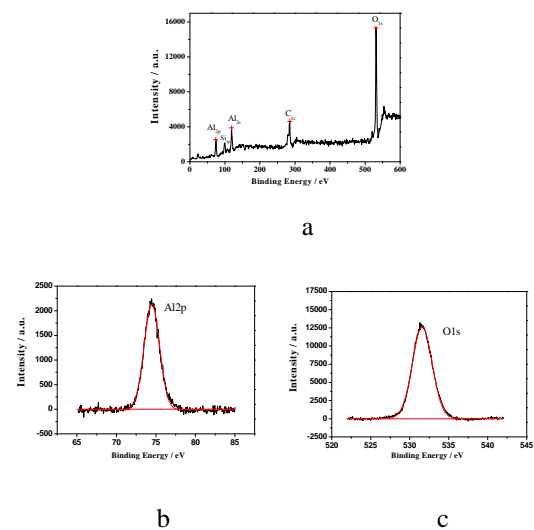 O1s
16000
12000
8000
4000
0
Intensity / a.u.
Al2p
Si
Al2s
C1s
0 100 200 300 400 500 600
Binding Energy / eV
a
2500
2000
1500
1000
500
0
-500
Intensity / a.u.
Al2p
65 70 75 80 85
Binding Energy / eV
b
17500
15000
12500
10000
7500
5000
2500
0
-2500
Intensity / a.u.
O1s
520 525 530 535 540 545
Binding Energy / eV
c